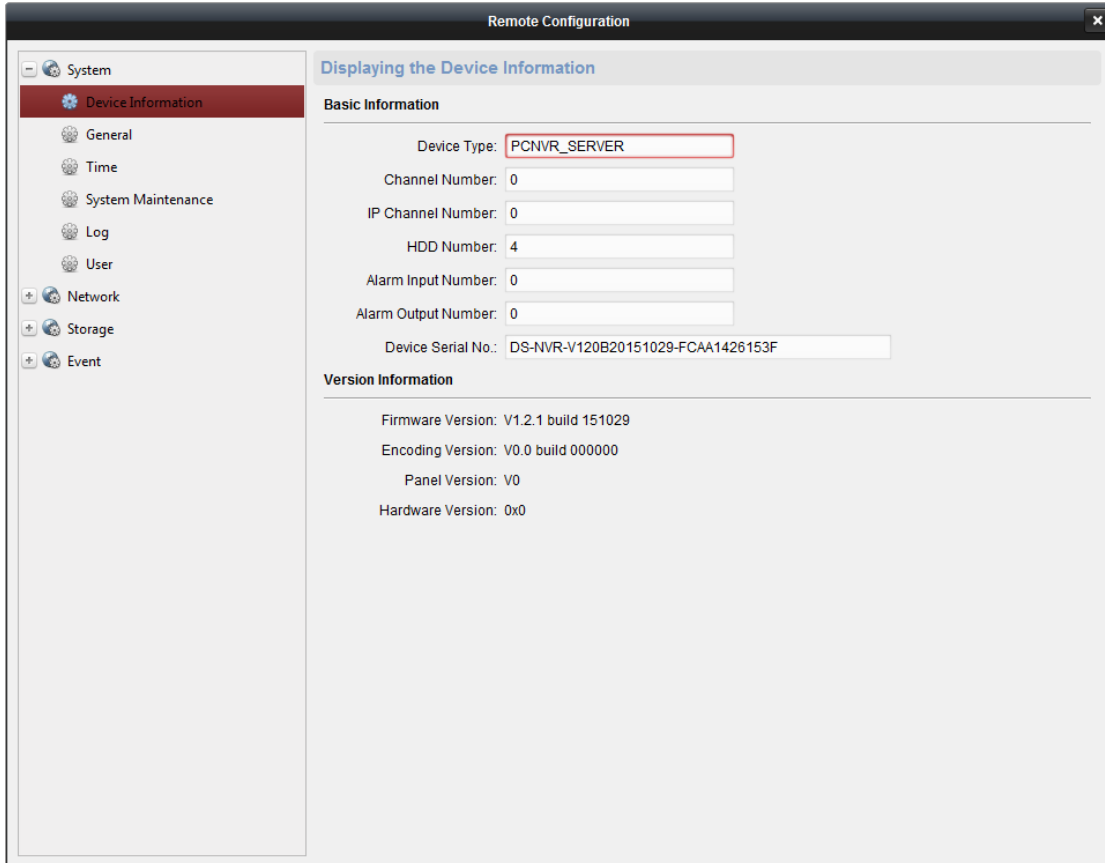 Remote Configuration
System
Device Information
General
Time
System Maintenance
Log
User
Network
Storage
Event
Displaying the Device Information
Basic Information
Device Type: PCNVR_SERVER
Channel Number: 0
IP Channel Number: 0
HDD Number: 4
Alarm Input Number: 0
Alarm Output Number: 0
Device Serial No.: DS-NVR-V120B20151029-FCAA1426153F
Version Information
Firmware Version: V1.2.1 build 151029
Encoding Version: V0.0 build 000000
Panel Version: V0
Hardware Version: 0x0